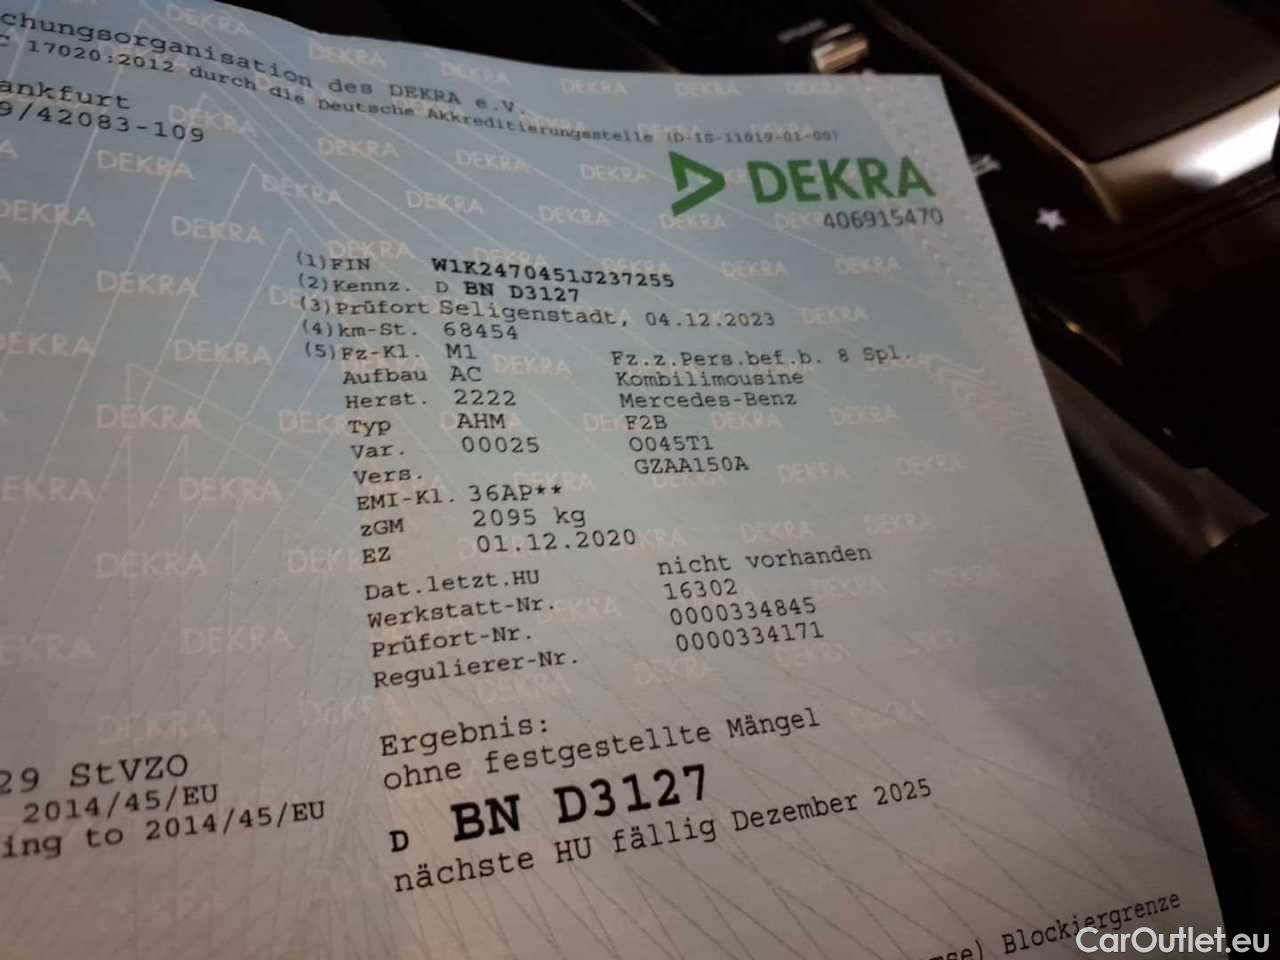 chungsorganisation des DEKRA e.V.
C 17020:2012 durch die Deutsche Akkreditierungsstelle (D-IS-11019-01-00)
ankfurt
9/42083-109
DEKRA
406915470
(1)FIN W1K2470451J237255
(2)Kennz. D BN D3127
(3)Prüfort Seligenstadt, 04.12.2023
(4)km-St. 68454
(5)Fz-Kl. M1 Fz.z.Pers.bef.b. 8 Spl.
Aufbau AC Kombilimousine
Herst. 2222 Mercedes-Benz
Typ AHM F2B
Var. 00025 O045T1
Vers. GZAA150A
EMI-Kl. 36AP**
zGM 2095 kg
EZ 01.12.2020
Dat.letzt.HU nicht vorhanden
Werkstatt-Nr. 16302
Prüfort-Nr. 0000334845
Regulierer-Nr. 0000334171
Ergebnis:
ohne festgestellte Mängel
D BN D3127
nächste HU fällig Dezember 2025
29 StVZO
2014/45/EU
ing to 2014/45/EU
mse) Blockiergrenze
CarOutlet.eu